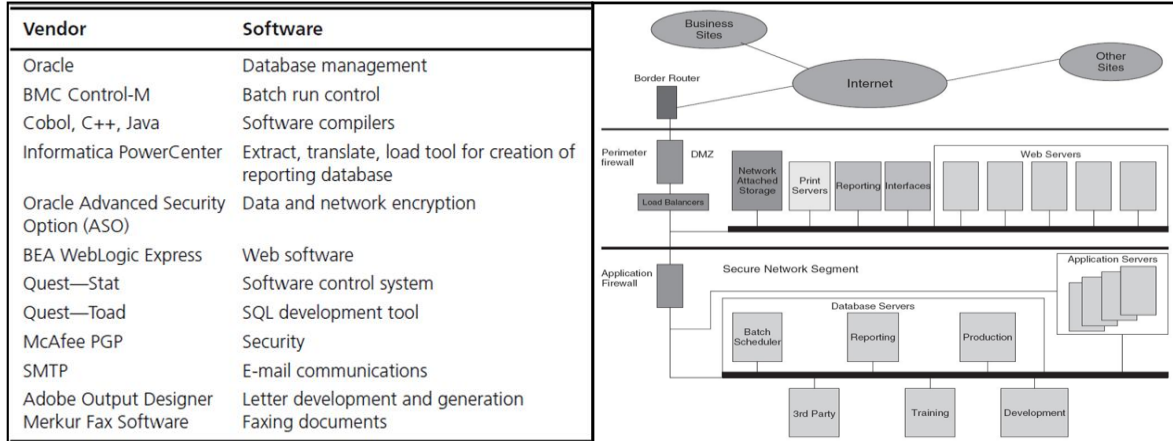 Vendor Software
Oracle Database management
BMC Control-M Batch run control
Cobol, C++, Java Software compilers
Informatica PowerCenter Extract, translate, load tool for creation of
reporting database
Oracle Advanced Security Data and network encryption
Option (ASO)
BEA WebLogic Express Web software
Quest—Stat Software control system
Quest—Toad SQL development tool
McAfee PGP Security
SMTP E-mail communications
Adobe Output Designer Letter development and generation
Merkur Fax Software Faxing documents
Business
Sites
Other
Sites
Internet
Border Router
Perimeter
firewall
DMZ
Web Servers
Network
Attached
Storage
Print
Servers
Reporting
Interfaces
Load Balancers
Application
Firewall
Secure Network Segment
Application Servers
Database Servers
Batch
Scheduler
Reporting
Production
3rd Party
Training
Development